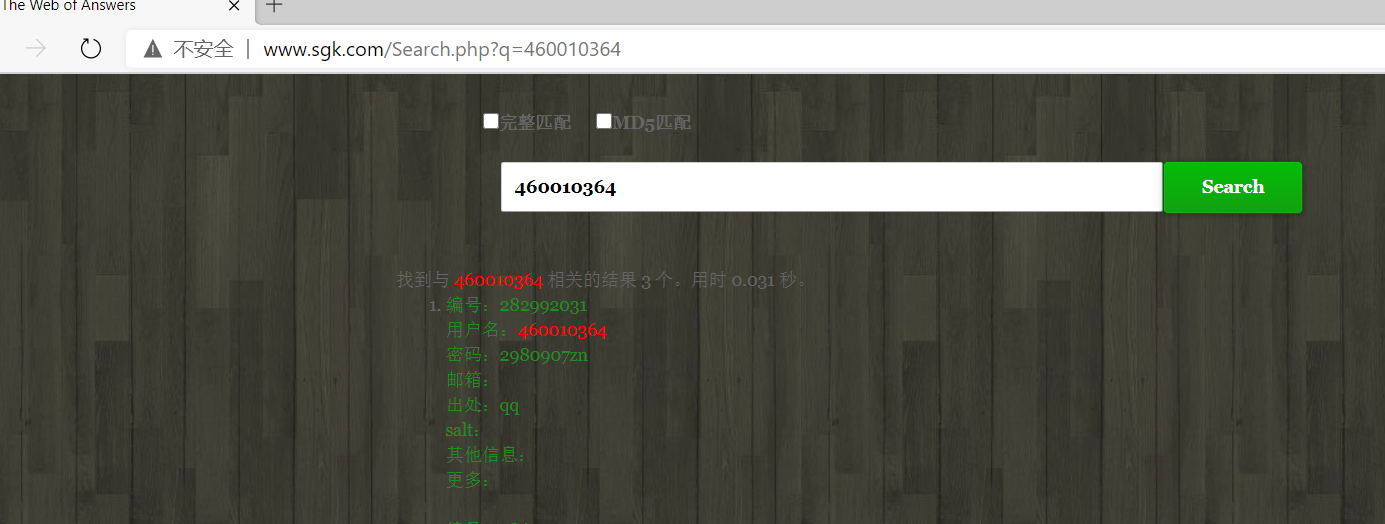 The Web of Answers
不安全 | www.sgk.com/Search.php?q=460010364
完整匹配 MD5匹配
460010364 Search
找到与 460010364 相关的结果 3 个。用时 0.031 秒。
1. 编号：282992031
用户名：460010364
密码：2980907zn
邮箱：
出处：qq
salt：
其他信息：
更多：